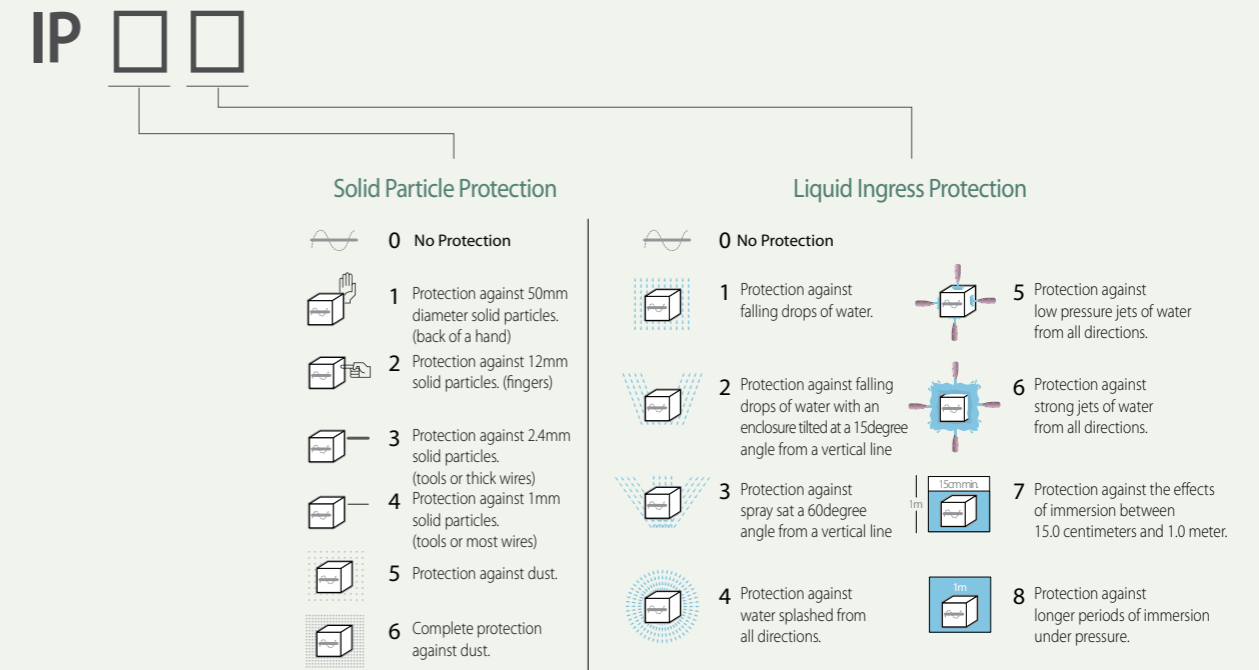 IP
Solid Particle Protection
0 No Protection
1 Protection against 50mm
diameter solid particles.
(back of a hand)
2 Protection against 12mm
solid particles. (fingers)
3 Protection against 2.4mm
solid particles.
(tools or thick wires)
4 Protection against 1mm
solid particles.
(tools or most wires)
5 Protection against dust.
6 Complete protection
against dust.
Liquid Ingress Protection
0 No Protection
1 Protection against
falling drops of water.
2 Protection against falling
drops of water with an
enclosure tilted at a 15degree
angle from a vertical line
3 Protection against
spray sat a 60degree
angle from a vertical line
4 Protection against
water splashed from
all directions.
5 Protection against
low pressure jets of water
from all directions.
6 Protection against
strong jets of water
from all directions.
15cm min.
1m
7 Protection against the effects
of immersion between
15.0 centimeters and 1.0 meter.
1m
8 Protection against
longer periods of immersion
under pressure.